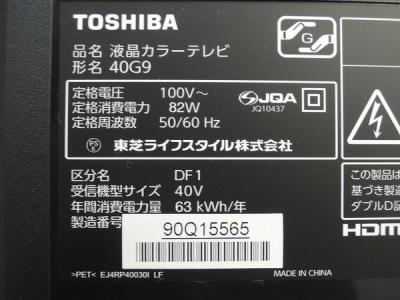 TOSHIBA
品名 液晶カラーテレビ
形名 40G9
定格電圧 100V～
定格消費電力 82W
定格周波数 50/60 Hz
JQA
JQ10437
PS
E
東芝ライフスタイル株式会社
区分名 DF1
受信機型サイズ 40V
年間消費電力量 63 kWh/年
製造番号
90Q15565
>PET< EJ4RP40030I LF
MADE IN CHINA
G
この製品は
基づき製造
ダブルD記
HDMI